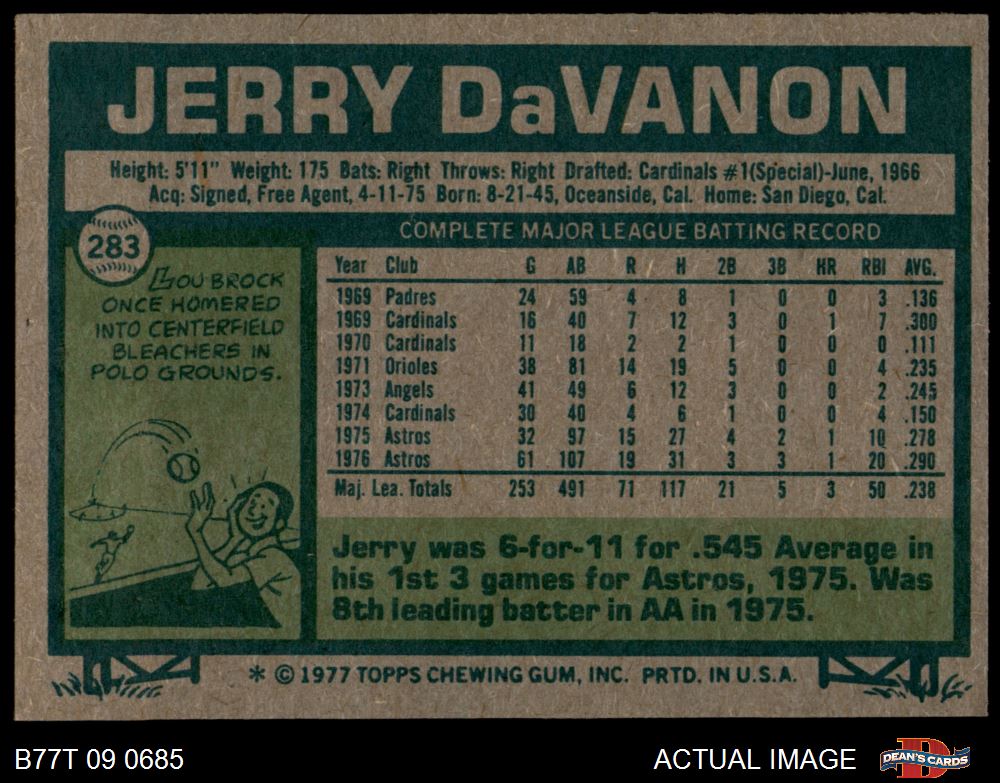 JERRY DaVANON
Height: 5'11" Weight: 175 Bats: Right Throws: Right Drafted: Cardinals #1(Special)-June, 1966
Acq: Signed, Free Agent, 4-11-75 Born: 8-21-45, Oceanside, Cal. Home: San Diego, Cal.
283
LOU BROCK
ONCE HOMERED
INTO CENTERFIELD
BLEACHERS IN
POLO GROUNDS.
COMPLETE MAJOR LEAGUE BATTING RECORD
Year Club G AB R H 2B 3B HR RBI AVG.
1969 Padres 24 59 4 8 1 0 0 3 .136
1969 Cardinals 16 40 7 12 3 0 1 7 .300
1970 Cardinals 11 18 2 2 1 0 0 0 .111
1971 Orioles 38 81 14 19 5 0 0 4 .235
1973 Angels 41 49 6 12 3 0 0 2 .245
1974 Cardinals 30 40 4 6 1 0 0 4 .150
1975 Astros 32 97 15 27 4 2 1 10 .278
1976 Astros 61 107 19 31 3 3 1 20 .290
Maj. Lea. Totals 253 491 71 117 21 5 3 50 .238
Jerry was 6-for-11 for .545 Average in
his 1st 3 games for Astros, 1975. Was
8th leading batter in AA in 1975.
* © 1977 TOPPS CHEWING GUM, INC. PRTD. IN U.S.A.
B77T 09 0685
ACTUAL IMAGE
DEAN'S CARDS